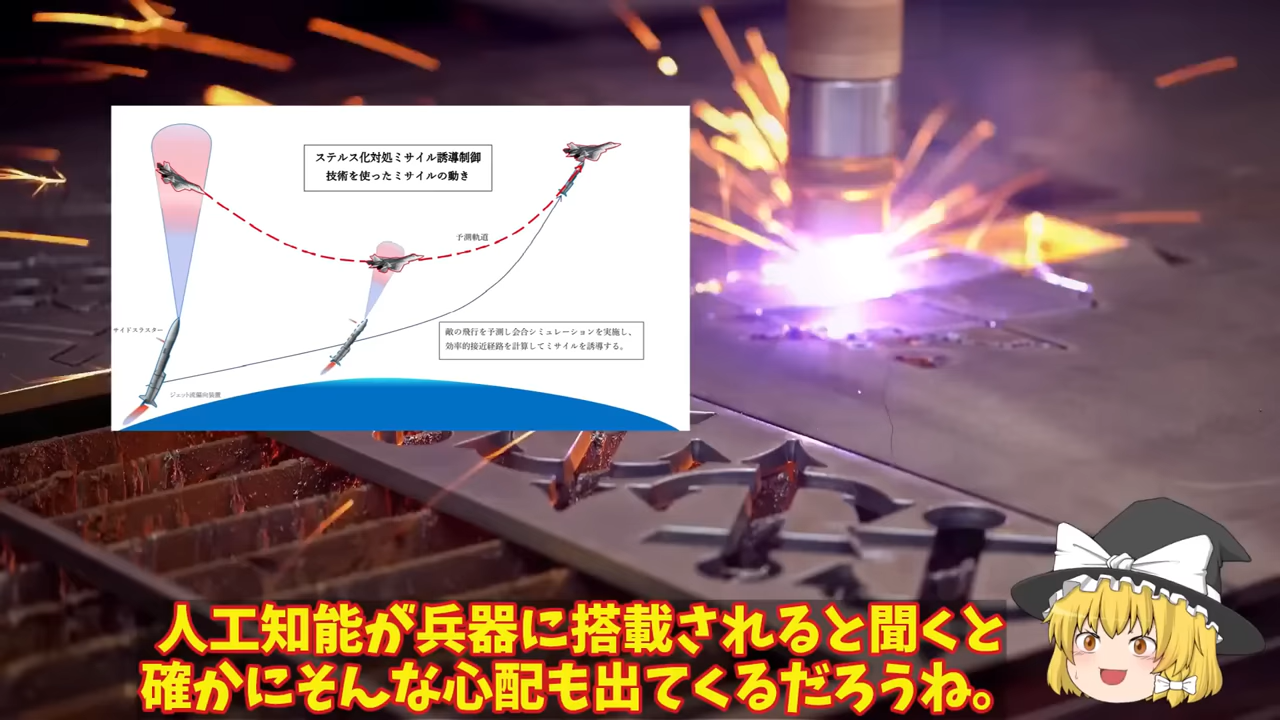 ステルス化対処ミサイル誘導制御
技術を使ったミサイルの動き
予測軌道
サイドスラスター
敵の飛行を予測し会合シミュレーションを実施し、
効率的接近経路を計算してミサイルを誘導する。
ジェット流偏向装置
人工知能が兵器に搭載されると聞くと
確かにそんな心配も出てくるだろうね。